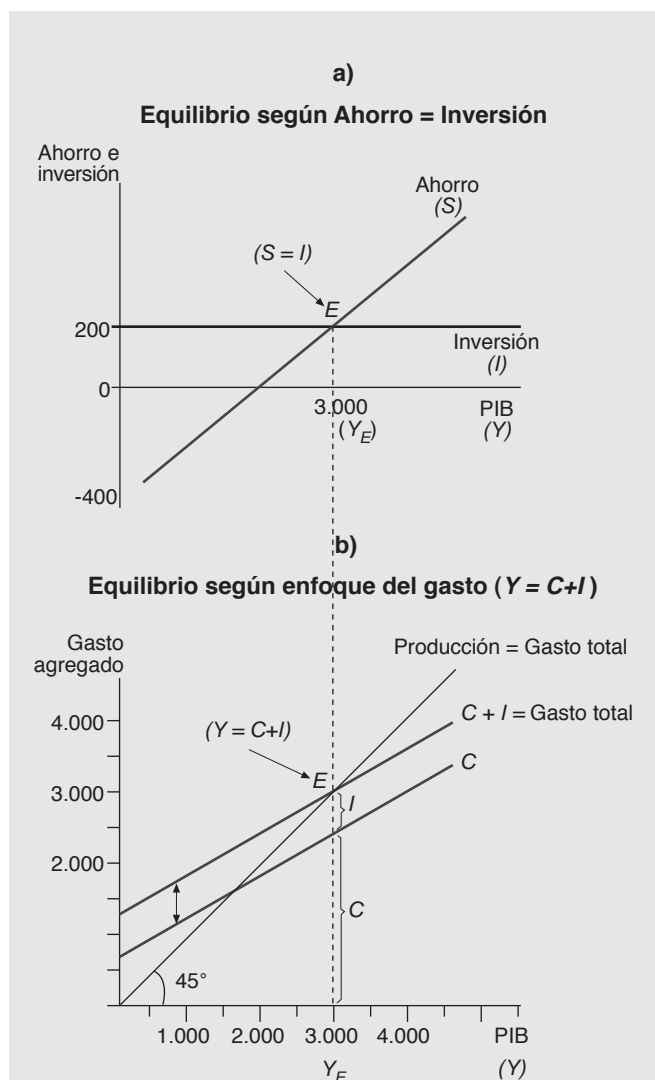 a)
Equilibrio según Ahorro = Inversión
Ahorro e
inversión
Ahorro
(S)
(S = I)
E
200
Inversión
(I)
0
3.000
(Y_E)
PIB
(Y)
-400
b)
Equilibrio según enfoque del gasto (Y = C+I)
Gasto
agregado
Producción = Gasto total
4.000
C + I = Gasto total
(Y = C+I)
C
E
3.000
I
2.000
C
45°
1.000 2.000 3.000 4.000 PIB
Y_E (Y)